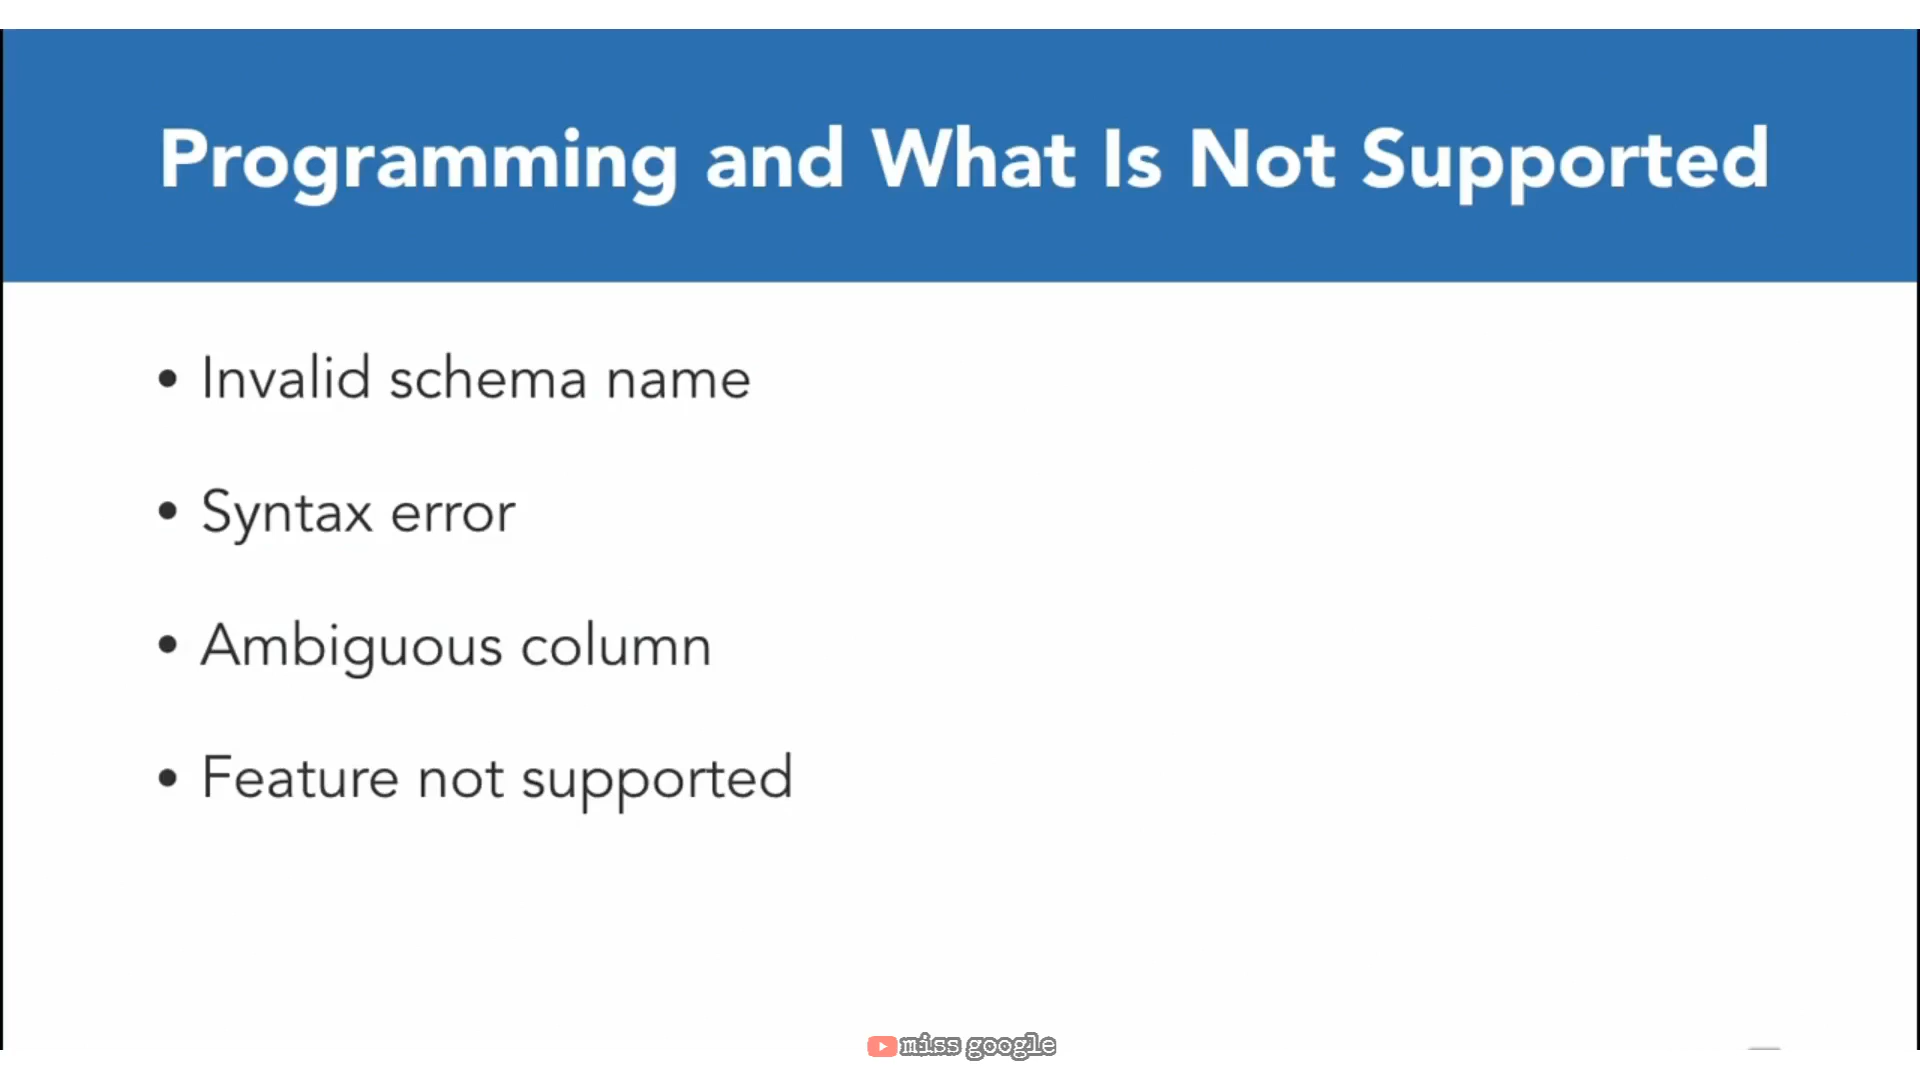 Programming and What Is Not Supported
• Invalid schema name
• Syntax error
• Ambiguous column
• Feature not supported
miss google